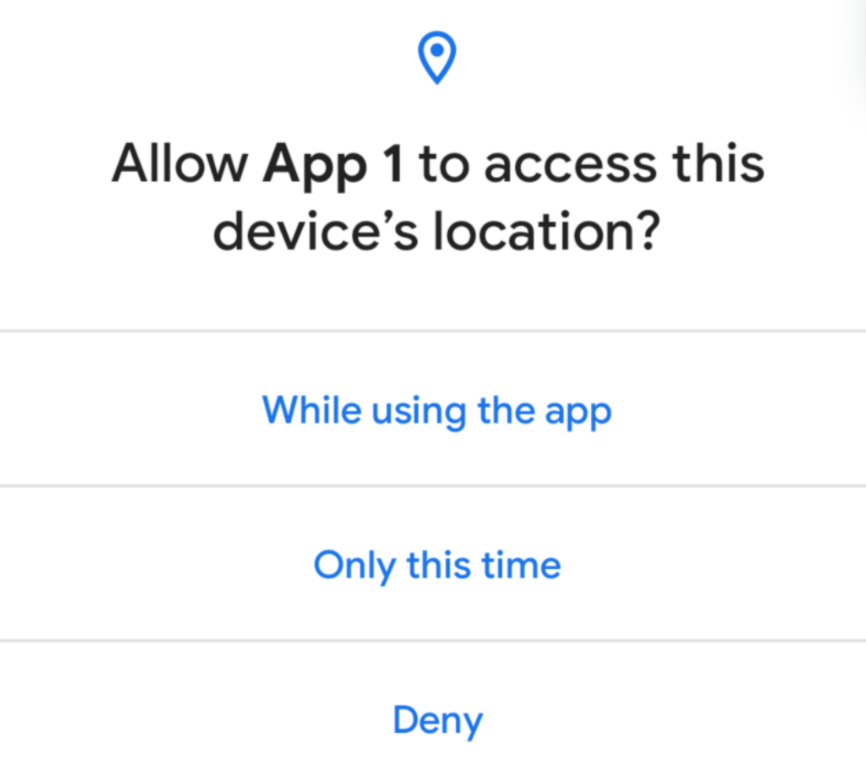 Allow App 1 to access this
device’s location?
While using the app
Only this time
Deny